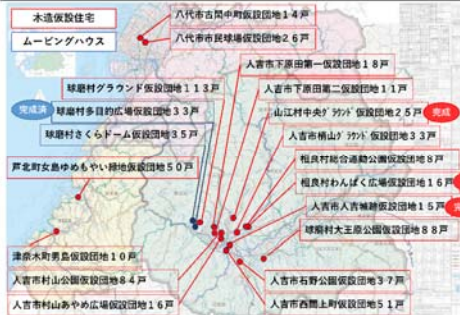 木造仮設住宅
ムービングハウス
八代市古閑中町仮設団地14戸
八代市市民球場仮設団地26戸
人吉市下原田第一仮設団地18戸
球磨村グラウンド仮設団地113戸
人吉市下原田第二仮設団地11戸
完成済
球磨村多目的広場仮設団地33戸
山江村中央グラウンド仮設団地25戸
完成
球磨村さくらドーム仮設団地35戸
人吉市梢山グラウンド仮設団地33戸
芦北町女島ゆめもやい緑地仮設団地50戸
相良村総合運動公園仮設団地8戸
相良村わんぱく広場仮設団地16戸
人吉市人吉城跡仮設団地15戸
球磨村大王原公園仮設団地88戸
津奈木町男島仮設団地10戸
人吉市村山公園仮設団地84戸
人吉市石野公園仮設団地37戸
人吉市村山あやめ広場仮設団地16戸
人吉市西間上町仮設団地51戸